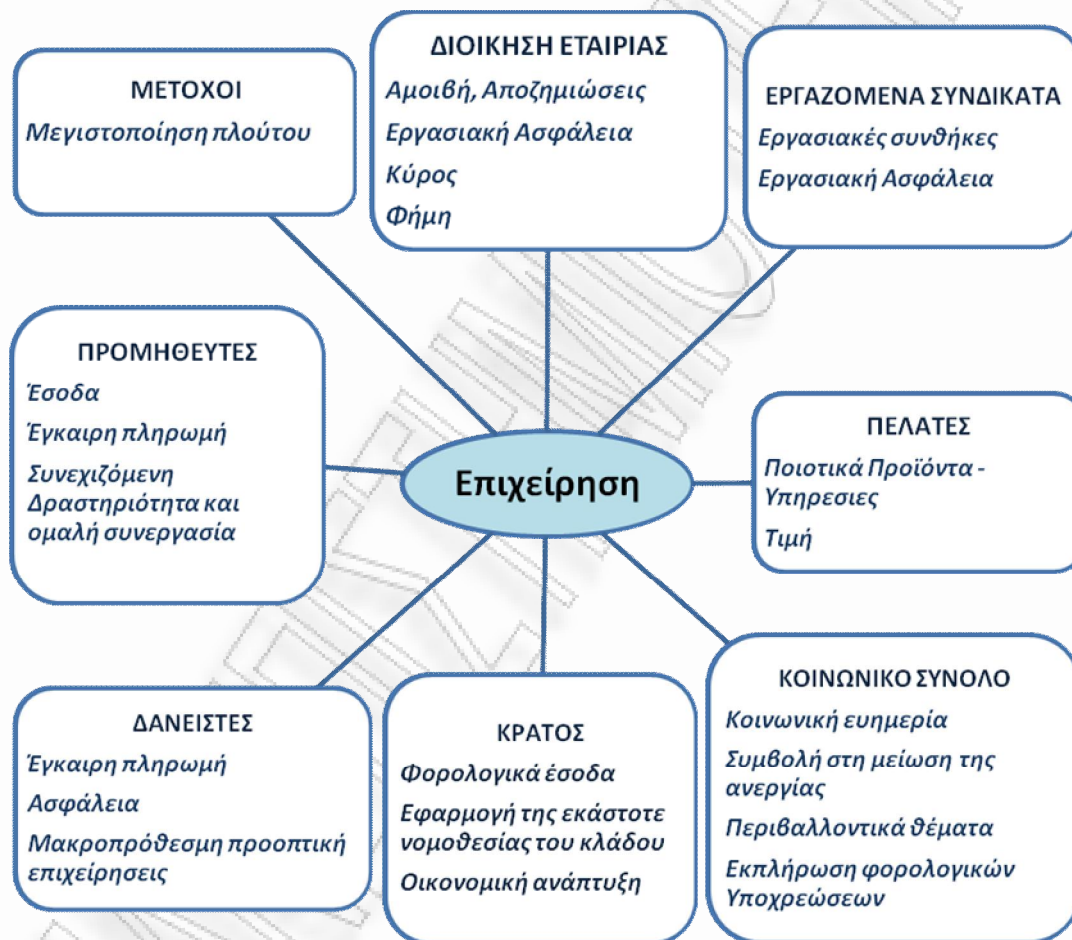 ΜΕΤΟΧΟΙ
Μεγιστοποίηση πλούτου
ΔΙΟΙΚΗΣΗ ΕΤΑΙΡΙΑΣ
Αμοιβή, Αποζημιώσεις
Εργασιακή Ασφάλεια
Κύρος
Φήμη
ΕΡΓΑΖΟΜΕΝΑ ΣΥΝΔΙΚΑΤΑ
Εργασιακές συνθήκες
Εργασιακή Ασφάλεια
ΠΡΟΜΗΘΕΥΤΕΣ
Έσοδα
Έγκαιρη πληρωμή
Συνεχιζόμενη
Δραστηριότητα και
ομαλή συνεργασία
Επιχείρηση
ΠΕΛΑΤΕΣ
Ποιοτικά Προϊόντα -
Υπηρεσιες
Τιμή
ΔΑΝΕΙΣΤΕΣ
Έγκαιρη πληρωμή
Ασφάλεια
Μακροπρόθεσμη προοπτική
επιχείρησεις
ΚΡΑΤΟΣ
Φορολογικά έσοδα
Εφαρμογή της εκάστοτε
νομοθεσίας του κλάδου
Οικονομική ανάπτυξη
ΚΟΙΝΩΝΙΚΟ ΣΥΝΟΛΟ
Κοινωνική ευημερία
Συμβολή στη μείωση της
ανεργίας
Περιβαλλοντικά θέματα
Εκπλήρωση φορολογικών
Υποχρεώσεων